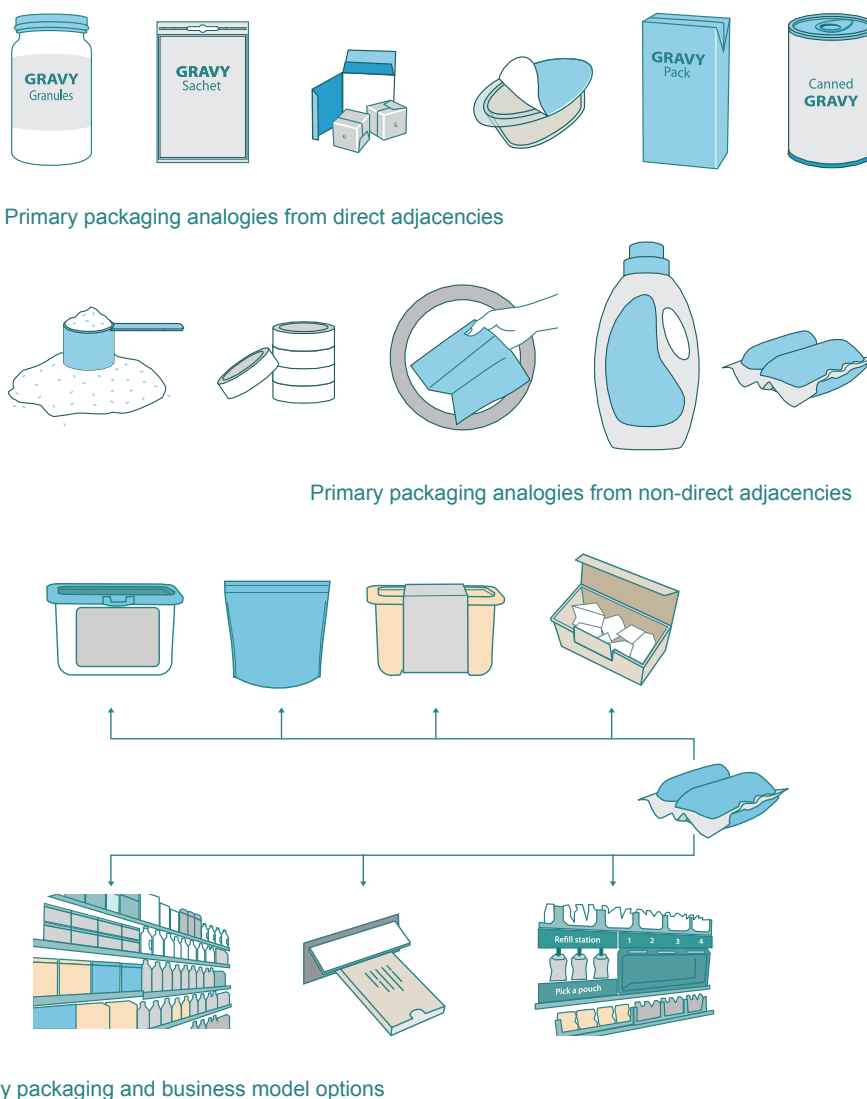 GRAVY
Granules
GRAVY
Sachet
GRAVY
Pack
Canned
GRAVY
Primary packaging analogies from direct adjacencies
Primary packaging analogies from non-direct adjacencies
Refill station 1 2 3 4
Pick a pouch
y packaging and business model options